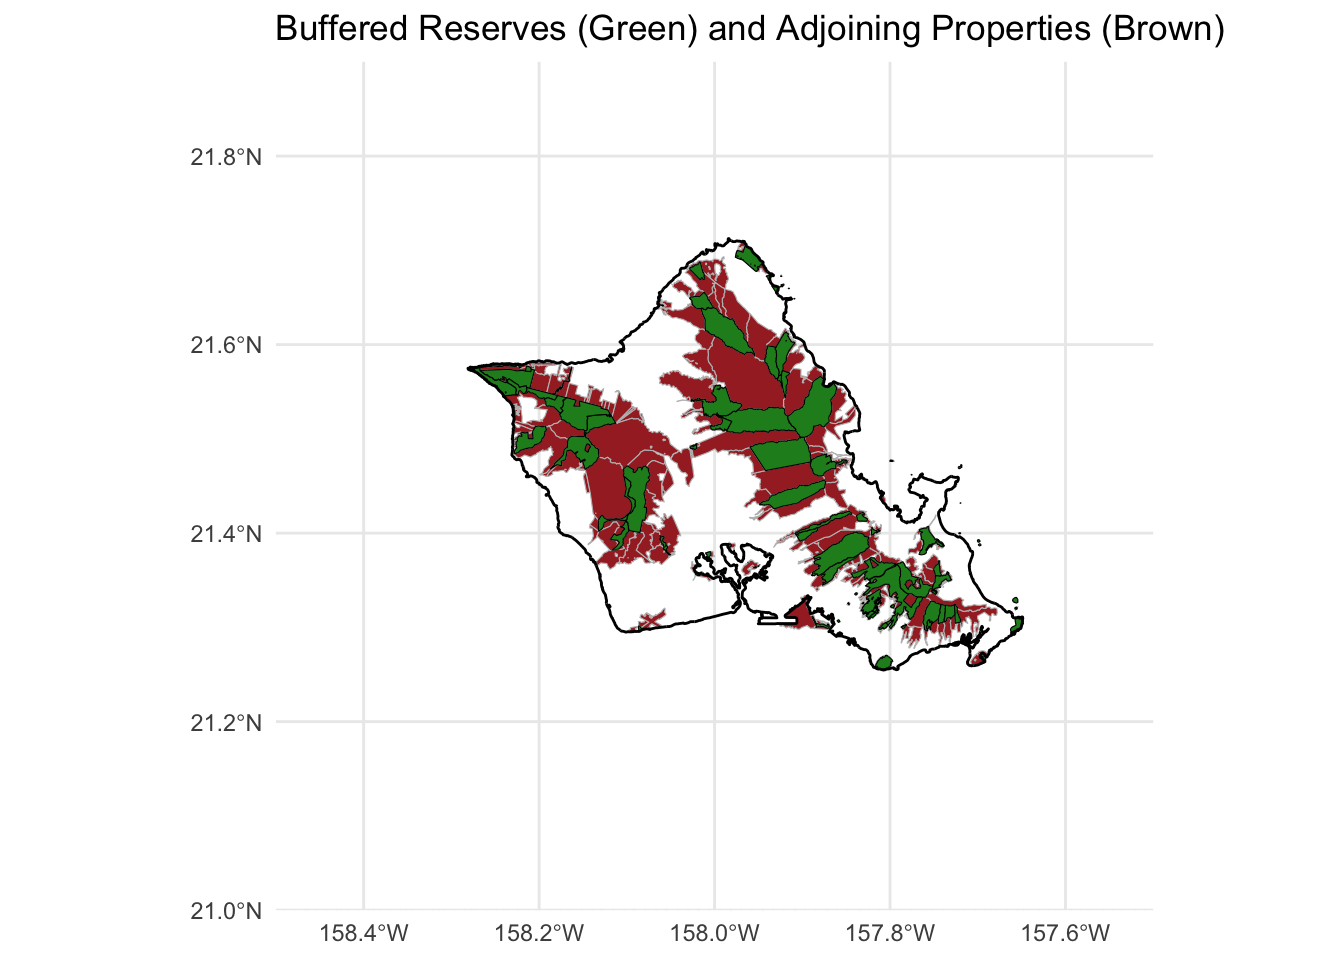 Buffered Reserves (Green) and Adjoining Properties (Brown)
21.8°N
21.6°N
21.4°N
21.2°N
21.0°N
158.4°W
158.2°W
158.0°W
157.8°W
157.6°W